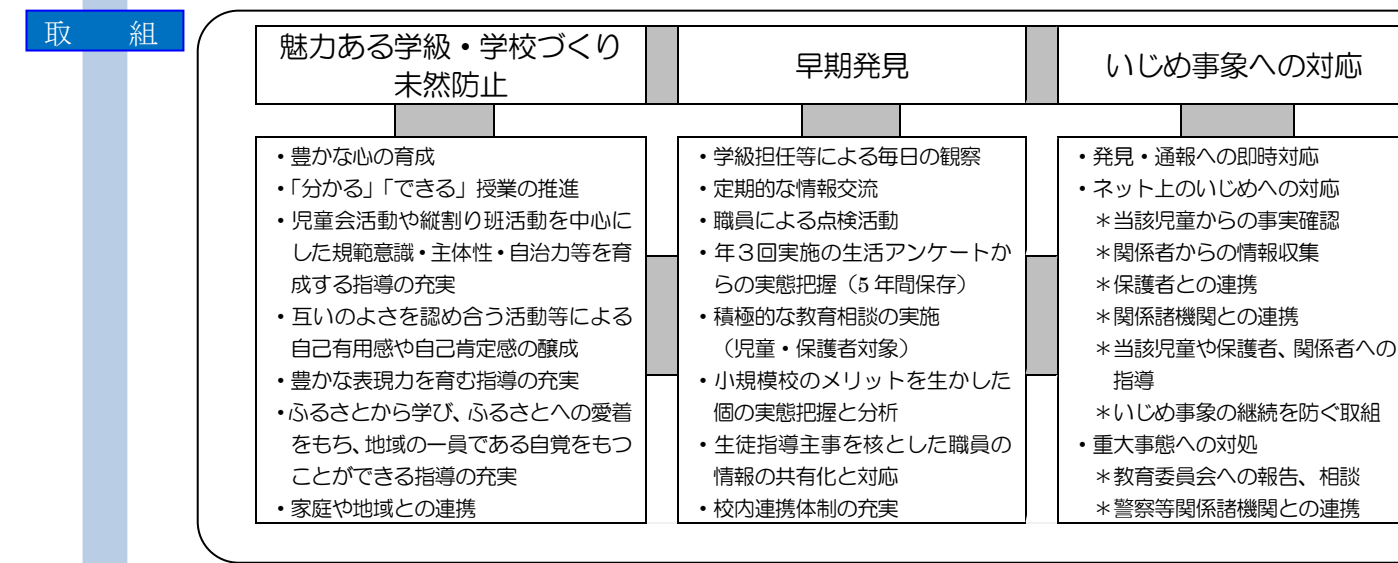 取　組
魅力ある学級・学校づくり
未然防止
・豊かな心の育成
・「分かる」「できる」授業の推進
・児童会活動や縦割り班活動を中心に
した規範意識・主体性・自治力等を育
成する指導の充実
・互いのよさを認め合う活動等による
自己有用感や自己肯定感の醸成
・豊かな表現力を育む指導の充実
・ふるさとから学び、ふるさとへの愛着
をもち、地域の一員である自覚をもつ
ことができる指導の充実
・家庭や地域との連携
早期発見
・学級担任等による毎日の観察
・定期的な情報交流
・職員による点検活動
・年３回実施の生活アンケートか
らの実態把握（5 年間保存）
・積極的な教育相談の実施
（児童・保護者対象）
・小規模校のメリットを生かした
個の実態把握と分析
・生徒指導主事を核とした職員の
情報の共有化と対応
・校内連携体制の充実
いじめ事象への対応
・発見・通報への即時対応
・ネット上のいじめへの対応
＊当該児童からの事実確認
＊関係者からの情報収集
＊保護者との連携
＊関係諸機関との連携
＊当該児童や保護者、関係者への
指導
＊いじめ事象の継続を防ぐ取組
・重大事態への対処
＊教育委員会への報告、相談
＊警察等関係諸機関との連携